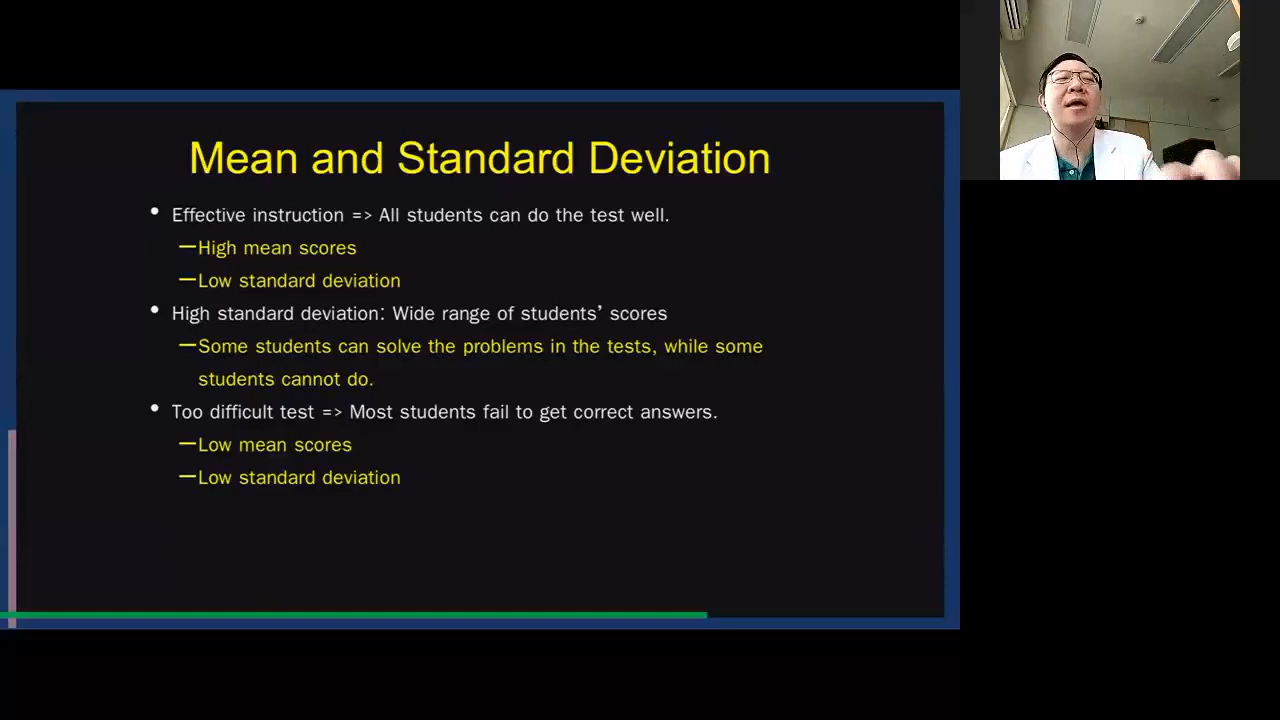 Mean and Standard Deviation
• Effective instruction => All students can do the test well.
–High mean scores
–Low standard deviation
• High standard deviation: Wide range of students’ scores
–Some students can solve the problems in the tests, while some
students cannot do.
• Too difficult test => Most students fail to get correct answers.
–Low mean scores
–Low standard deviation